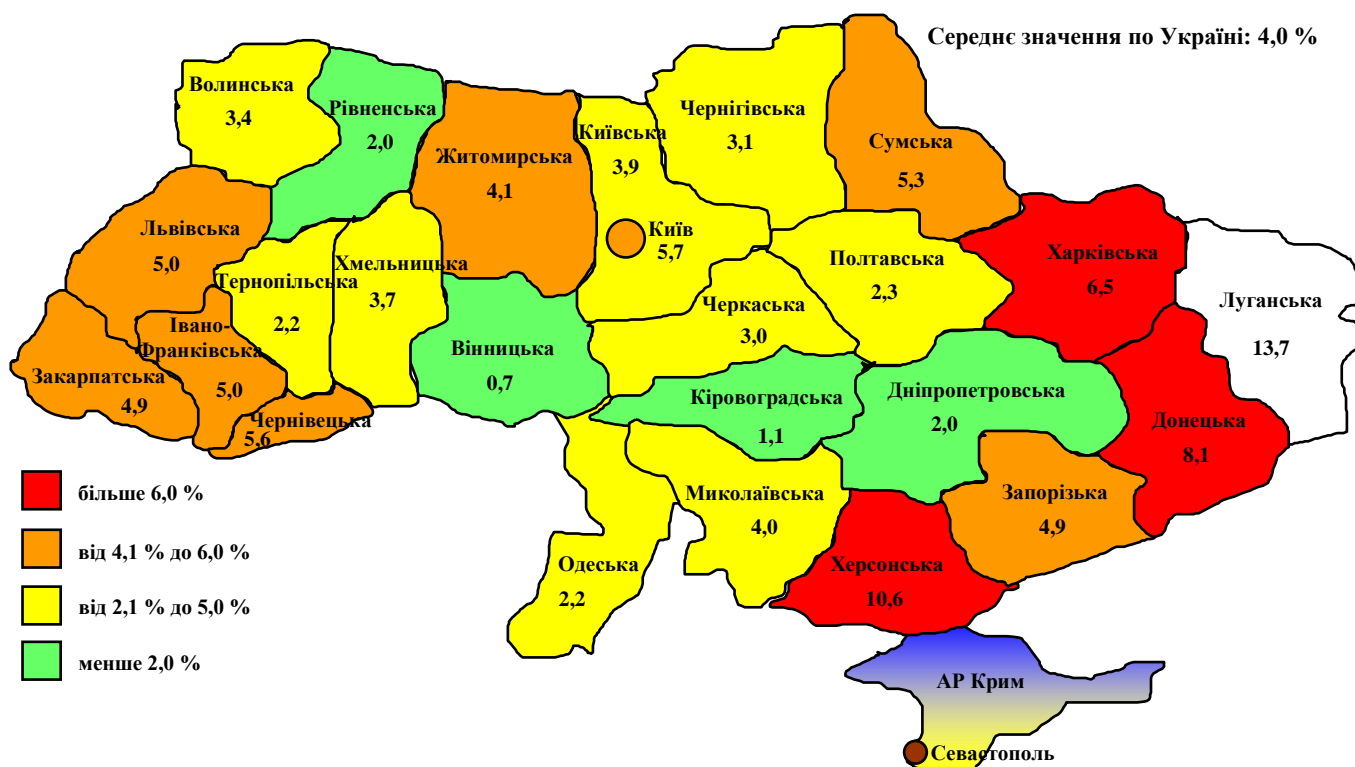 Середнє значення по Україні: 4,0 %
Волинська
3,4
Рівненська
2,0
Житомирська
4,1
Київська
3,9
Чернігівська
3,1
Сумська
5,3
Львівська
5,0
Тернопільська
2,2
Хмельницька
3,7
Київ
5,7
Полтавська
2,3
Харківська
6,5
Луганська
13,7
Черкаська
3,0
Івано-
Франківська
5,0
Закарпатська
4,9
Чернівецька
5,6
Вінницька
0,7
Кіровоградська
1,1
Дніпропетровська
2,0
Донецька
8,1
Миколаївська
4,0
Запорізька
4,9
Одеська
2,2
Херсонська
10,6
АР Крим
Севастополь
більше 6,0 %
від 4,1 % до 6,0 %
від 2,1 % до 5,0 %
менше 2,0 %